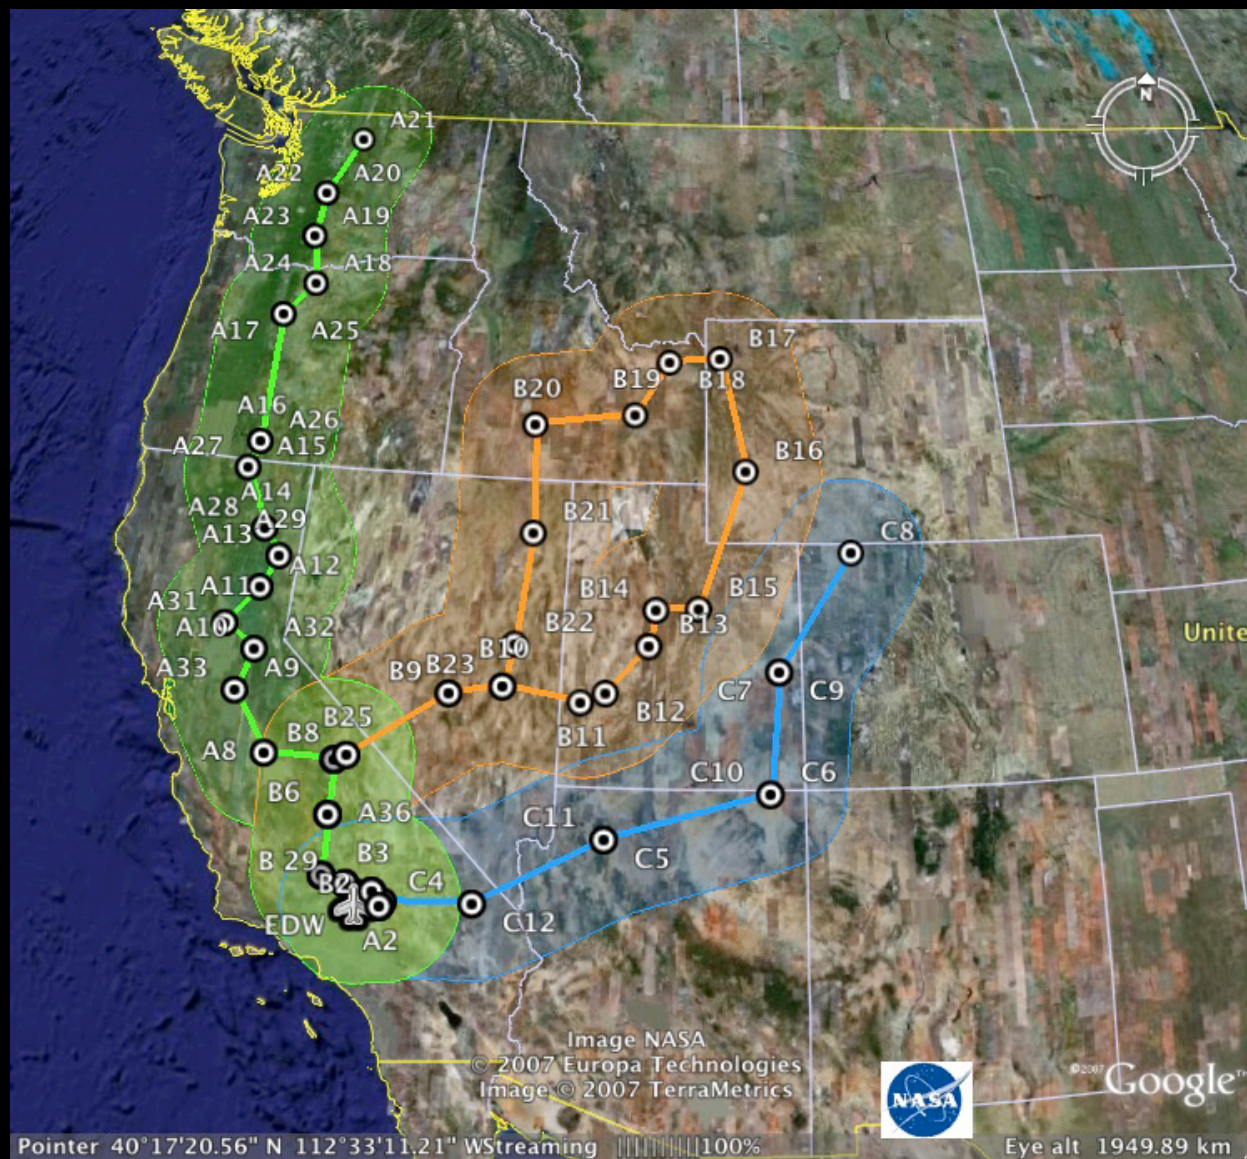 N
A21
A22
A20
A23
A19
A24
A18
A17
A25
A16
A26
A27
A15
A14
A28
A29
A13
A12
A11
A31
A10
A32
A33
A9
A8
B17
B19
B18
B20
B16
B21
B14
B15
B22
B13
B10
B9
B23
B12
B11
B25
B8
B6
A36
B 29
B3
B2
EDW
A2
C8
C7
C9
C10
C6
C11
C5
C4
C12
Unite
Image NASA
© 2007 Europa Technologies
Image © 2007 TerraMetrics
NASA
©2007 Google™
Pointer 40°17'20.56" N 112°33'11.21" W Streaming ||||||||| 100% Eye alt 1949.89 km